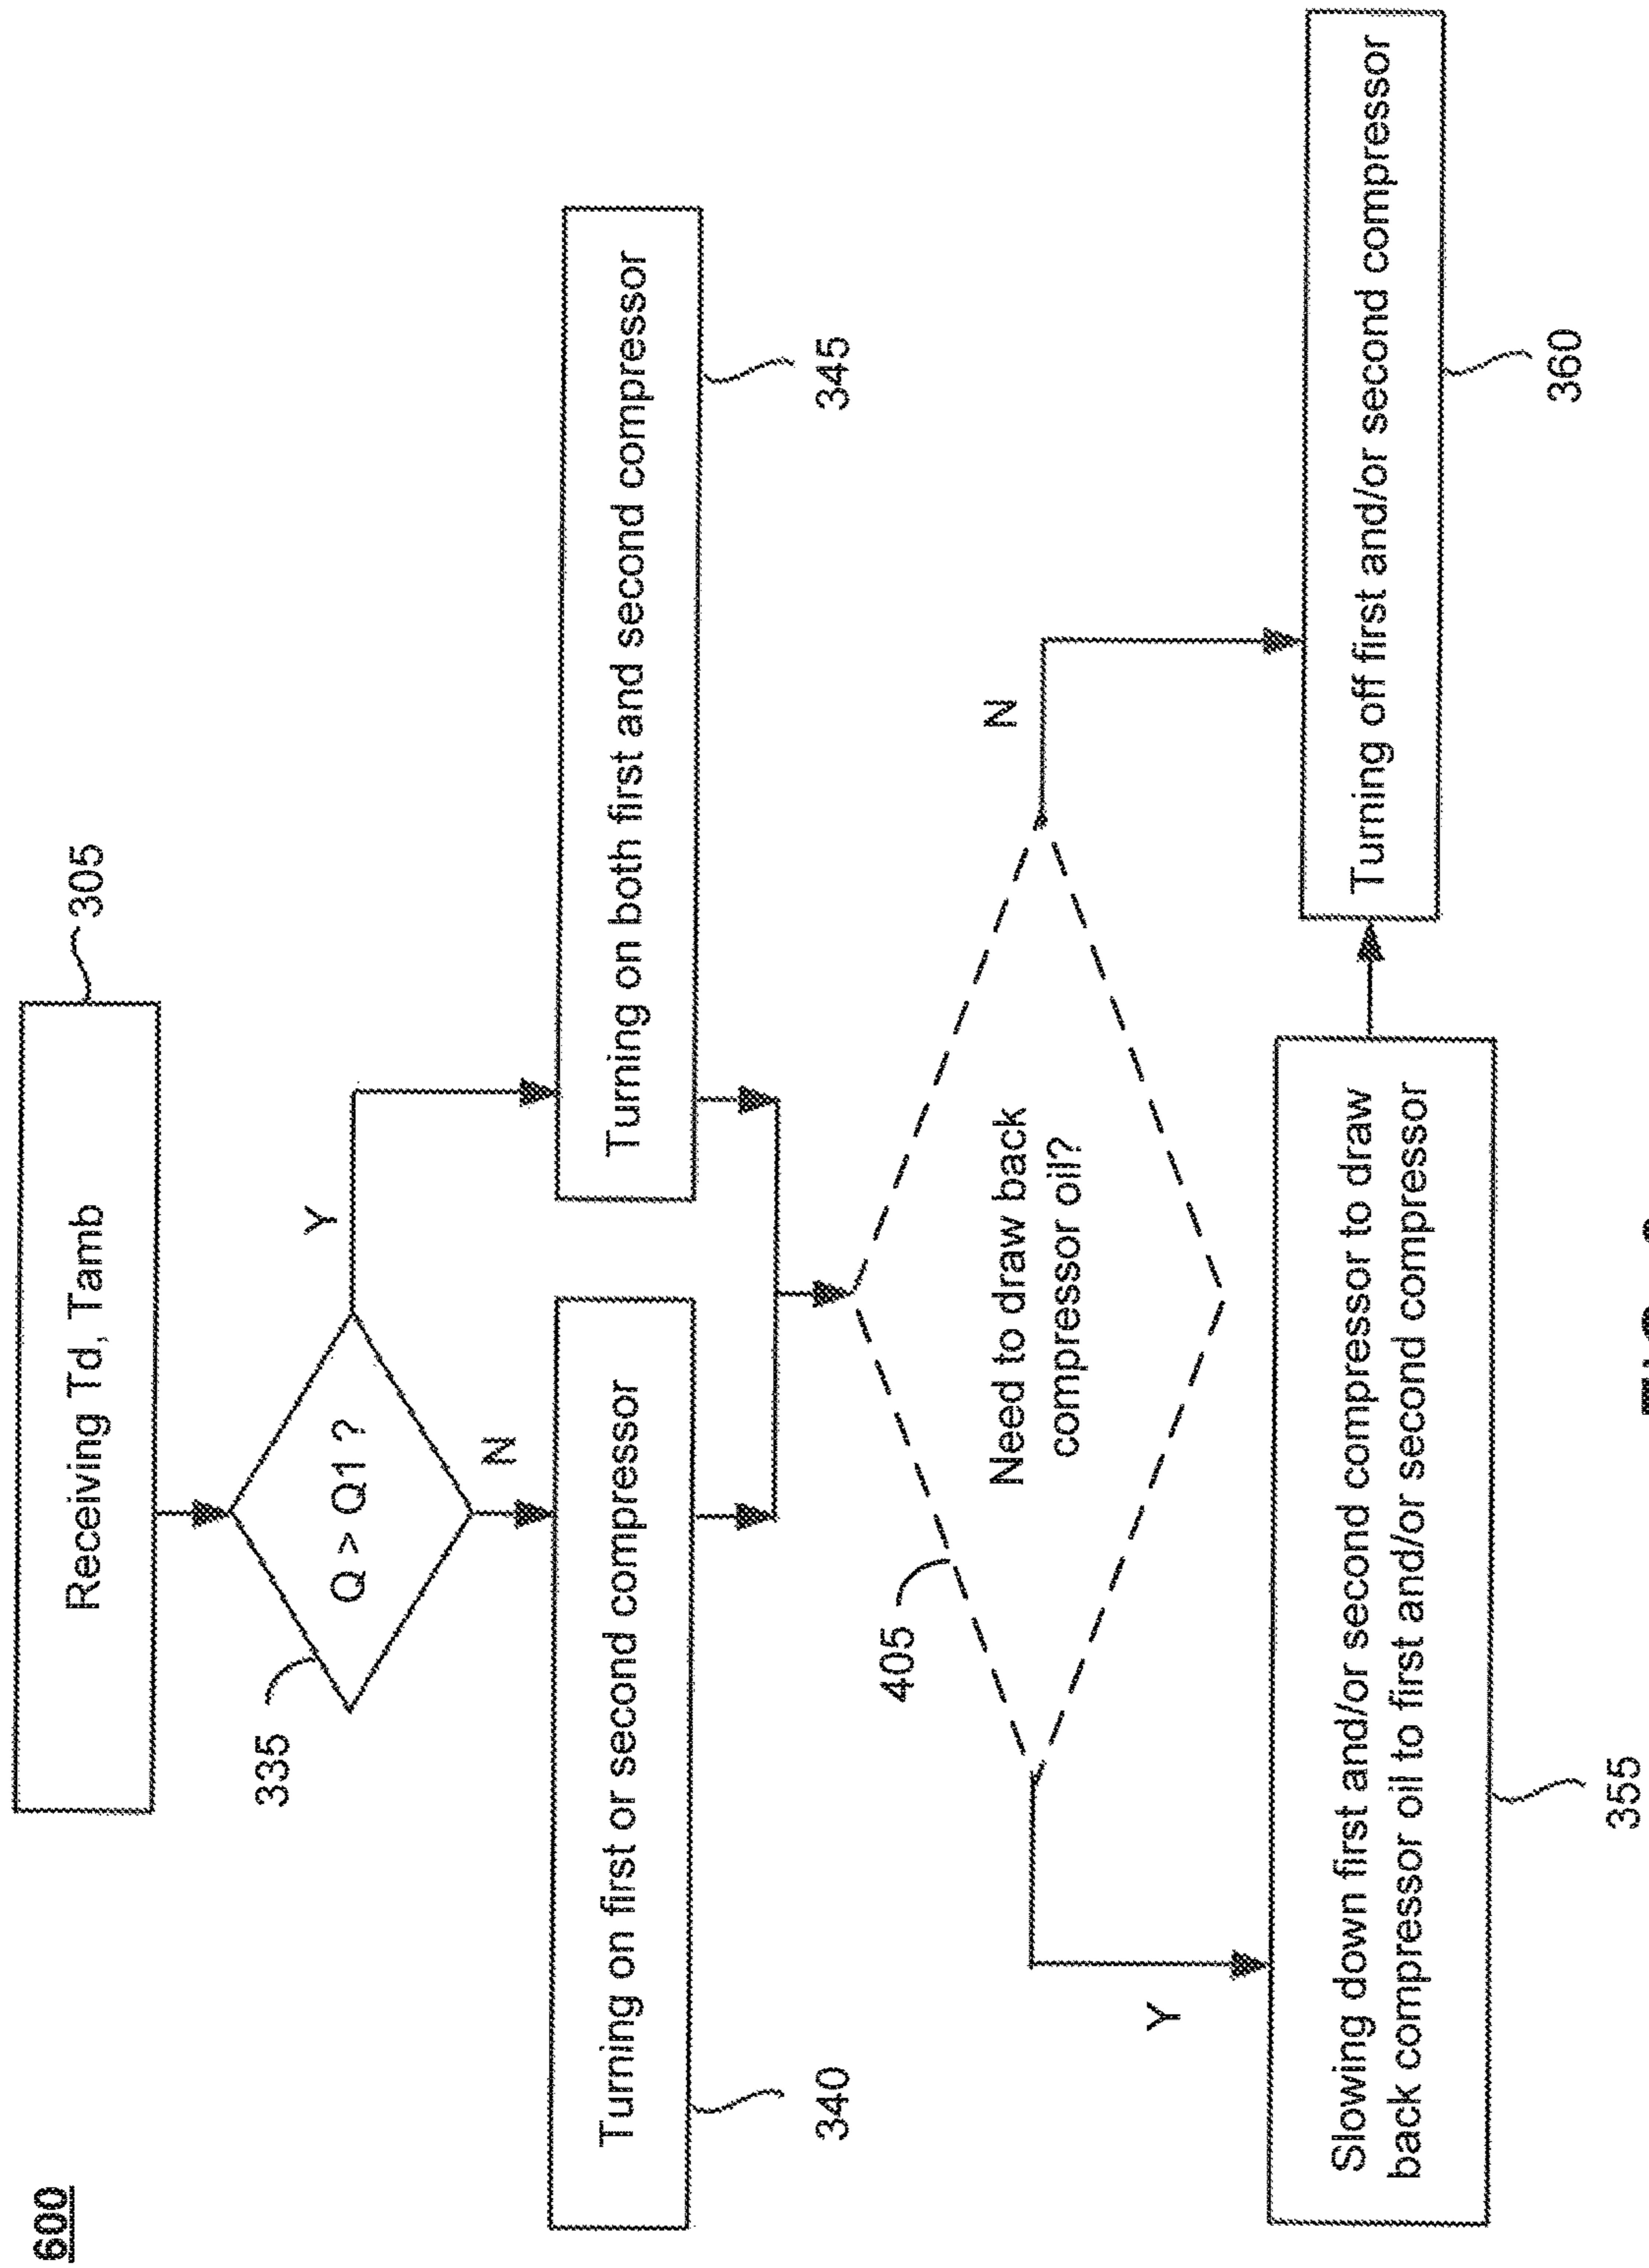 600
Receiving Td, Tamb
305
335
Q > Q1 ?
Y
N
Turning on first or second compressor
340
Turning on both first and second compressor
345
405
Need to draw back
compressor oil?
Y
N
Slowing down first and/or second compressor to draw
back compressor oil to first and/or second compressor
355
Turning off first and/or second compressor
360